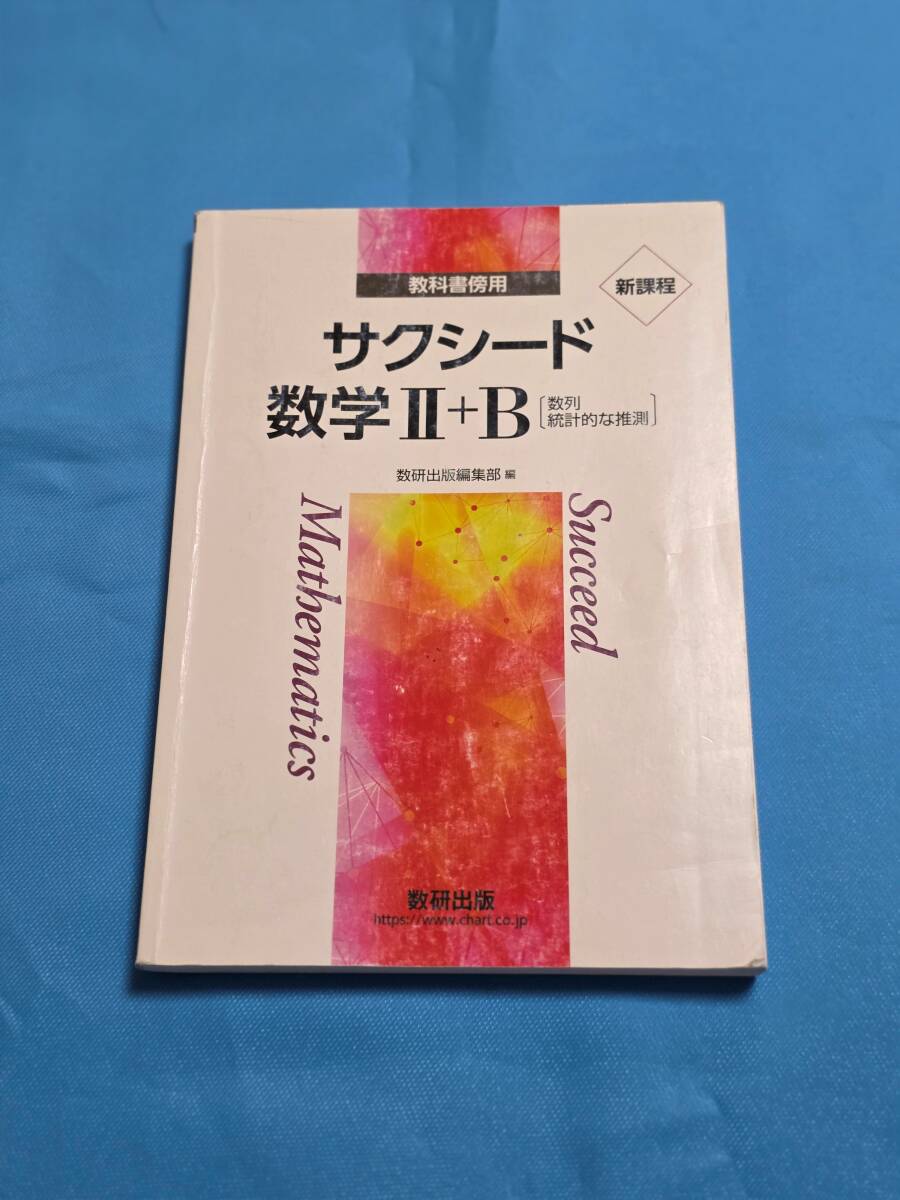 教科書傍用
新課程
サクシード
数学Ⅱ+B〔数列
統計的な推測〕
数研出版編集部 編
Succeed
Mathematics
数研出版
https://www.chart.co.jp